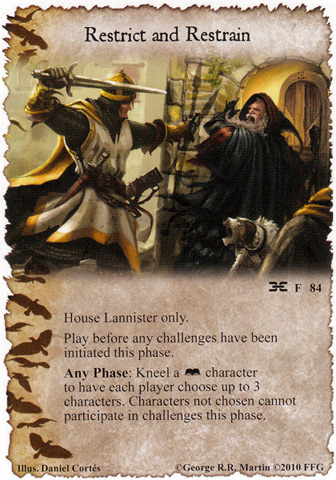 Restrict and Restrain
F 84
House Lannister only.
Play before any challenges have been
initiated this phase.
Any Phase: Kneel a character
to have each player choose up to 3
characters. Characters not chosen cannot
participate in challenges this phase.
Illus. Daniel Cortés ©George R.R. Martin ©2010 FFG